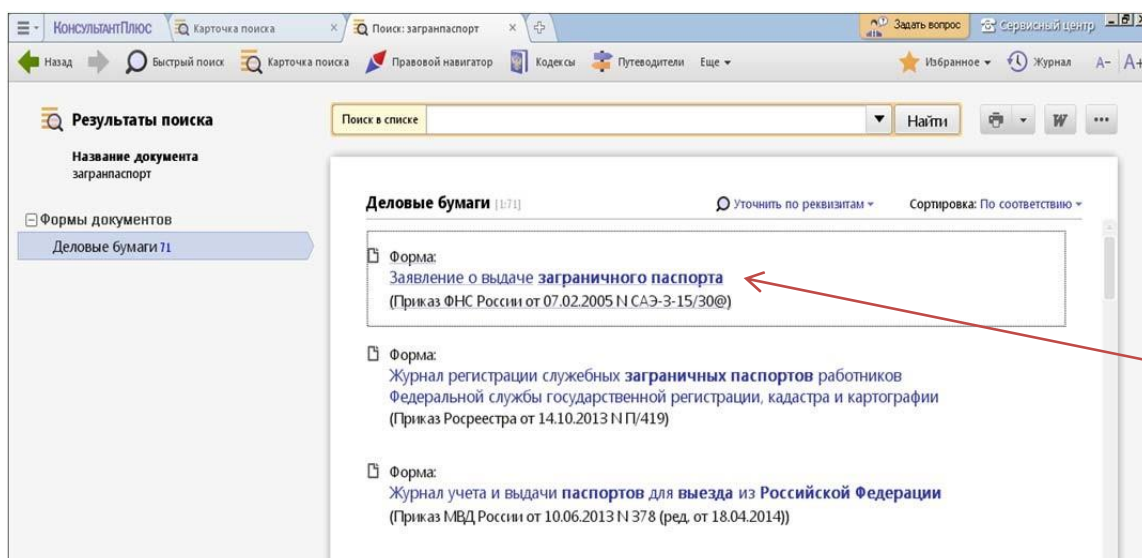 КонсультантПлюс Карточка поиска × Поиск: загранпаспорт × Задать вопрос Сервисный центр
Назад Быстрый поиск Карточка поиска Правовой навигатор Кодексы Путеводители Еще Избранное Журнал A- A+
Результаты поиска
Поиск в списке Найти W ...
Название документа
загранпаспорт
Деловые бумаги [1:71] Уточнить по реквизитам Сортировка: По соответствию
Формы документов
Деловые бумаги 71
Форма:
Заявление о выдаче заграничного паспорта
(Приказ ФНС России от 07.02.2005 N САЭ-3-15/30@)
Форма:
Журнал регистрации служебных заграничных паспортов работников
Федеральной службы государственной регистрации, кадастра и картографии
(Приказ Росреестра от 14.10.2013 N П/419)
Форма:
Журнал учета и выдачи паспортов для выезда из Российской Федерации
(Приказ МВД России от 10.06.2013 N 378 (ред. от 18.04.2014))